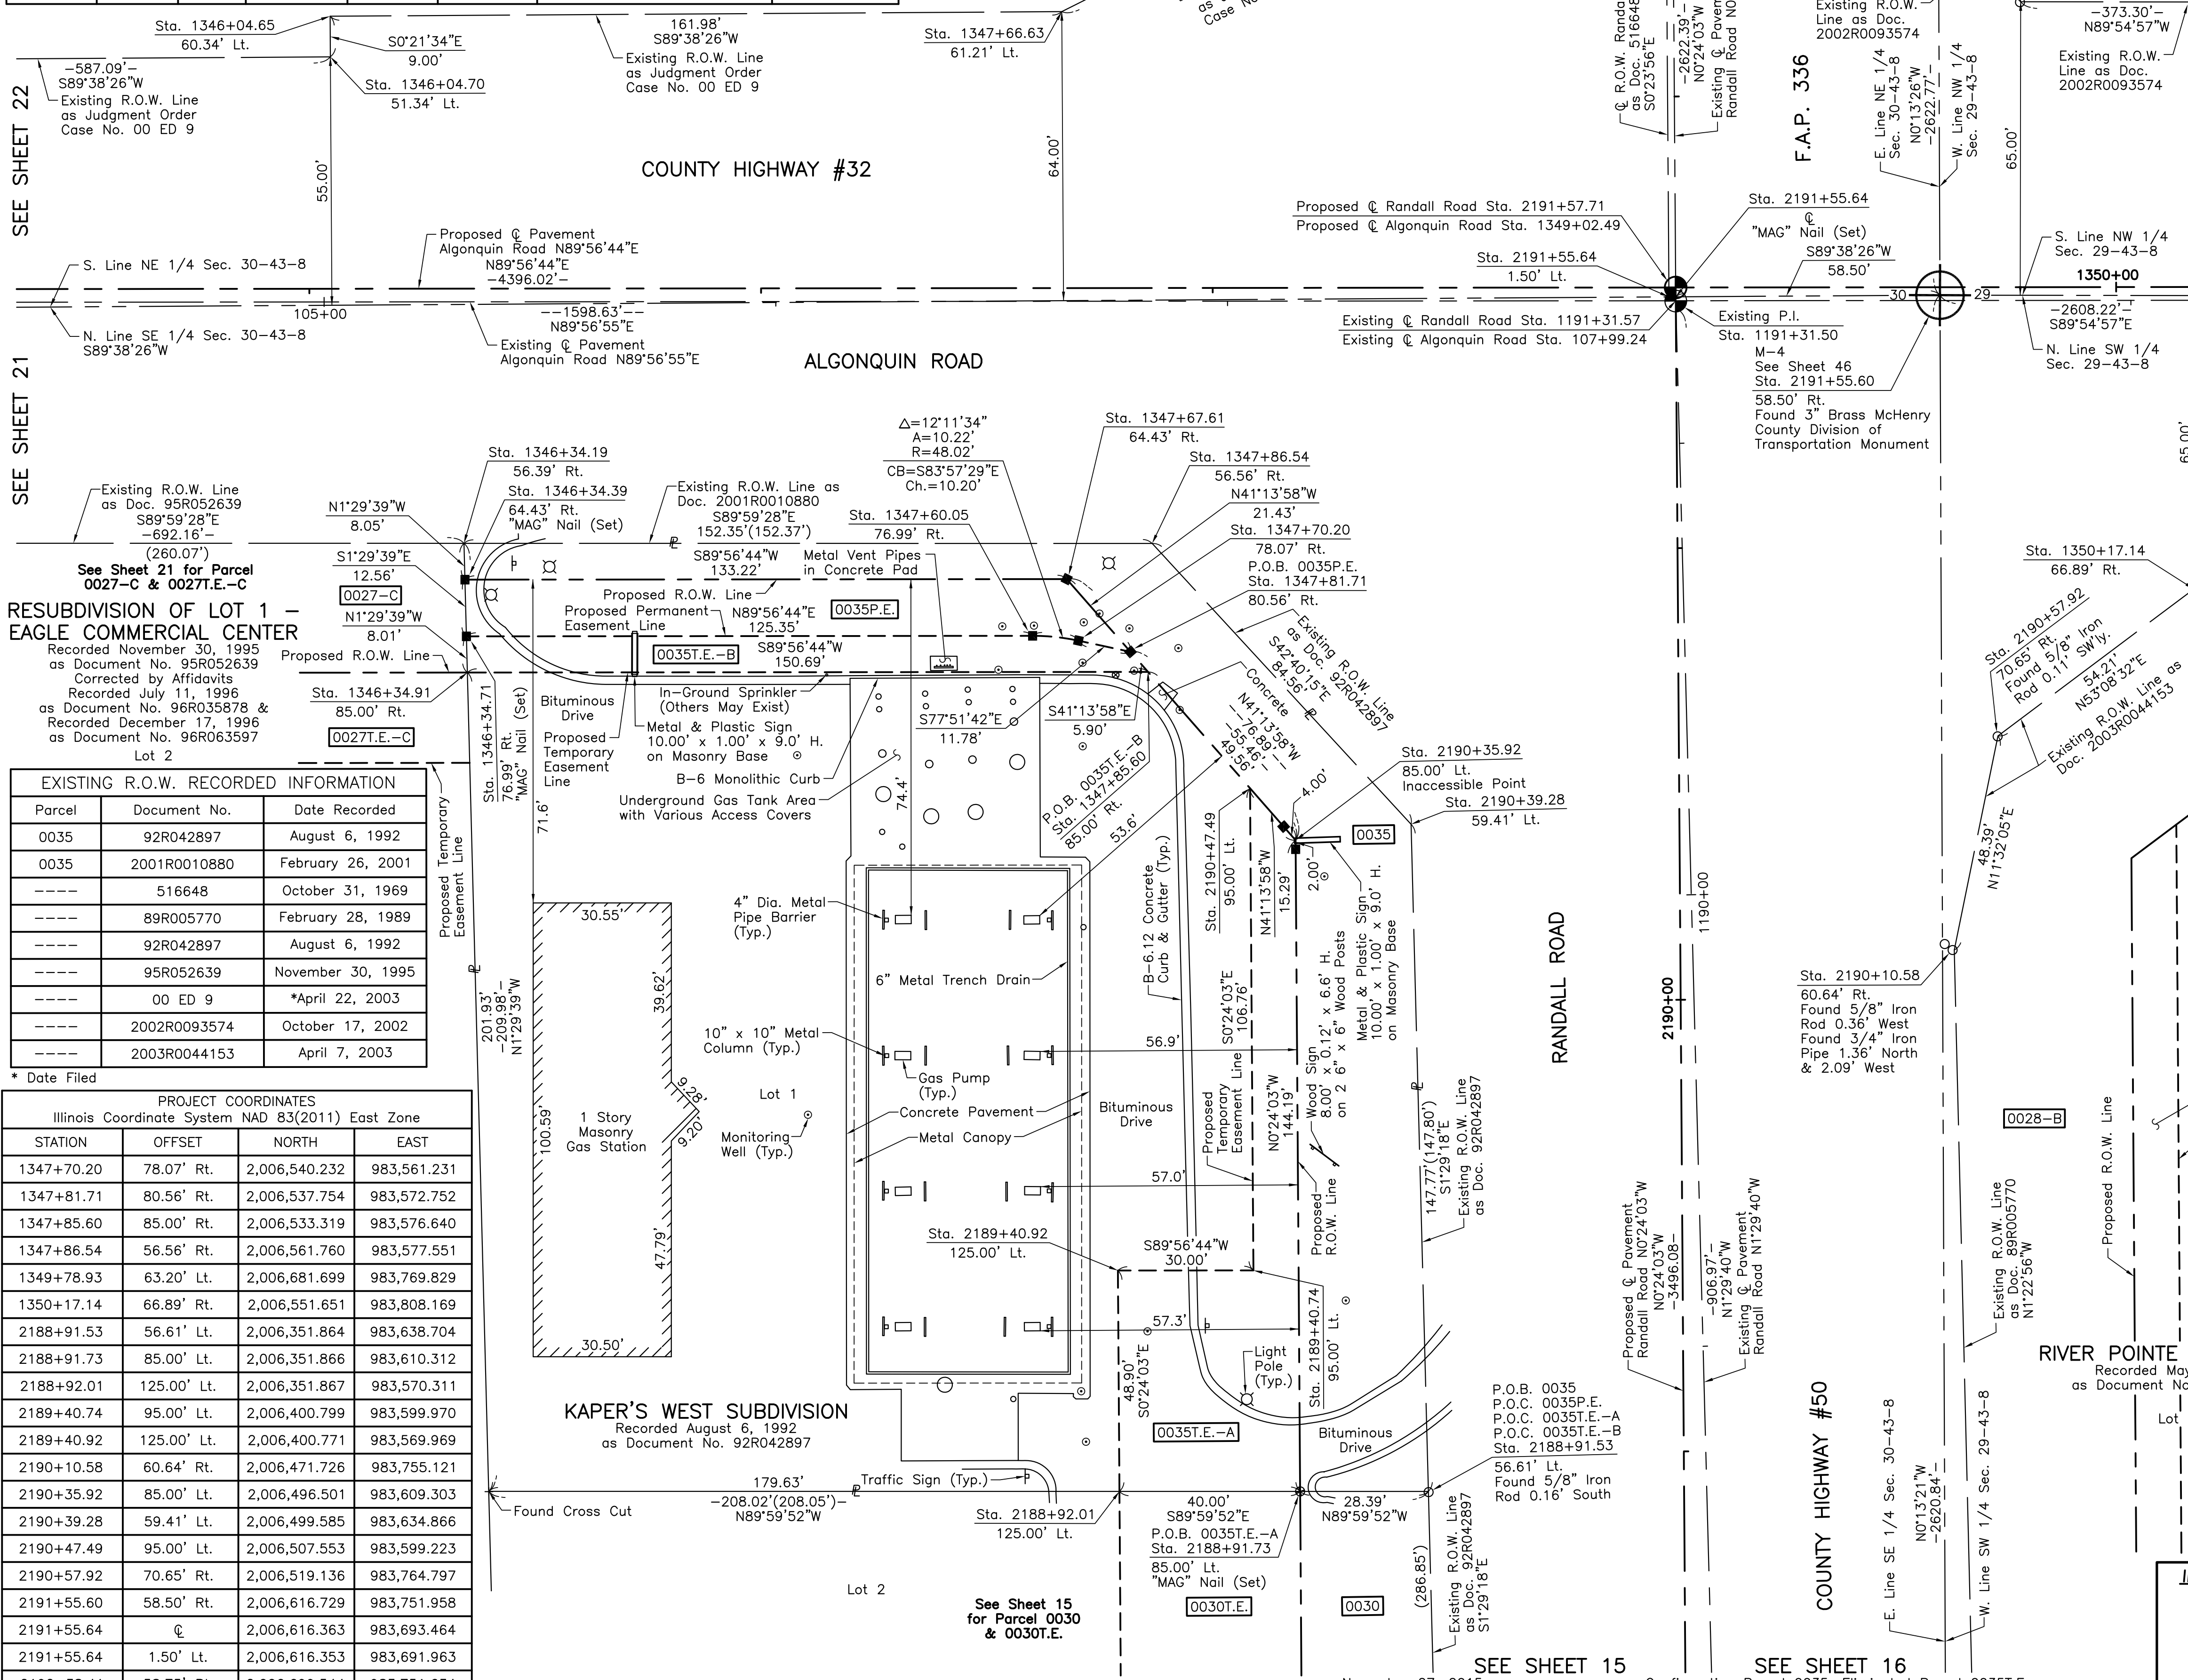 Sta. 1346+04.65
60.34' Lt.
S0°21'34"E
9.00'
Sta. 1346+04.70
51.34' Lt.
-587.09'-
S89°38'26"W
Existing R.O.W. Line
as Judgment Order
Case No. 00 ED 9
161.98'
S89°38'26"W
Existing R.O.W. Line
as Judgment Order
Case No. 00 ED 9
Sta. 1347+66.63
61.21' Lt.
Case No.
SEE SHEET 22
55.00'
COUNTY HIGHWAY #32
64.00'
℄ R.O.W. Randa
as Doc. 516648
S0°23'56"E
-2622.39'-
N0°24'03"W
Existing ℄ Pavem
Randall Road N0
F.A.P. 336
Existing R.O.W.
Line as Doc.
2002R0093574
E. Line NE 1/4
Sec. 30-43-8
N0°13'26"W
-2622.77'-
W. Line NW 1/4
Sec. 29-43-8
65.00'
-373.30'-
N89°54'57"W
Existing R.O.W.
Line as Doc.
2002R0093574
Proposed ℄ Randall Road Sta. 2191+57.71
Proposed ℄ Algonquin Road Sta. 1349+02.49
Sta. 2191+55.64
℄
"MAG" Nail (Set)
S89°38'26"W
58.50'
Sta. 2191+55.64
1.50' Lt.
S. Line NW 1/4
Sec. 29-43-8
1350+00
30
29
-2608.22'-
S89°54'57"E
N. Line SW 1/4
Sec. 29-43-8
Proposed ℄ Pavement
Algonquin Road N89°56'44"E
N89°56'44"E
-4396.02'-
S. Line NE 1/4 Sec. 30-43-8
105+00
N. Line SE 1/4 Sec. 30-43-8
S89°38'26"W
--1598.63'--
N89°56'55"E
Existing ℄ Pavement
Algonquin Road N89°56'55"E
ALGONQUIN ROAD
Existing ℄ Randall Road Sta. 1191+31.57
Existing ℄ Algonquin Road Sta. 107+99.24
Existing P.I.
Sta. 1191+31.50
M-4
See Sheet 46
Sta. 2191+55.60
58.50' Rt.
Found 3" Brass McHenry
County Division of
Transportation Monument
65.00'
SEE SHEET 21
Existing R.O.W. Line
as Doc. 95R052639
S89°59'28"E
-692.16'-
(260.07')
See Sheet 21 for Parcel
0027-C & 0027T.E.-C
RESUBDIVISION OF LOT 1 -
EAGLE COMMERCIAL CENTER
Recorded November 30, 1995
as Document No. 95R052639
Corrected by Affidavits
Recorded July 11, 1996
as Document No. 96R035878 &
Recorded December 17, 1996
as Document No. 96R063597
Lot 2
N1°29'39"W
8.05'
S1°29'39"E
12.56'
0027-C
N1°29'39"W
8.01'
Proposed R.O.W. Line
Sta. 1346+34.91
85.00' Rt.
0027T.E.-C
Sta. 1346+34.19
56.39' Rt.
Sta. 1346+34.39
64.43' Rt.
"MAG" Nail (Set)
Existing R.O.W. Line as
Doc. 2001R0010880
S89°59'28"E
152.35'(152.37')
℄
S89°56'44"W
133.22'
Proposed R.O.W. Line
Proposed Permanent
Easement Line
N89°56'44"E
125.35'
0035P.E.
0035T.E.-B
S89°56'44"W
150.69'
△=12°11'34"
A=10.22'
R=48.02'
CB=S83°57'29"E
Ch.=10.20'
Sta. 1347+60.05
76.99' Rt.
Metal Vent Pipes
in Concrete Pad
Sta. 1347+67.61
64.43' Rt.
Sta. 1347+86.54
56.56' Rt.
N41°13'58"W
21.43'
Sta. 1347+70.20
78.07' Rt.
P.O.B. 0035P.E.
Sta. 1347+81.71
80.56' Rt.
Existing R.O.W. Line
as Doc. 92R042897
S42°40'15"E
84.56'
Concrete
N41°13'58"W
--76.89'--
-55.46'-
49.56'
S77°51'42"E
11.78'
S41°13'58"E
5.90'
P.O.B. 0035T.E.-B
Sta. 1347+85.60
85.00' Rt.
53.6'
Sta. 1346+34.71
76.99' Rt.
"MAG" Nail (Set)
71.6'
74.4'
Bituminous
Drive
Proposed
Temporary
Easement
Line
In-Ground Sprinkler
(Others May Exist)
Metal & Plastic Sign
10.00' x 1.00' x 9.0' H.
on Masonry Base
B-6 Monolithic Curb
Underground Gas Tank Area
with Various Access Covers
4.00'
Sta. 2190+35.92
85.00' Lt.
Inaccessible Point
Sta. 2190+39.28
59.41' Lt.
0035
2.00'
Sta. 2190+47.49
95.00' Lt.
N41°13'58"W
15.29'
Metal & Plastic Sign
10.00' x 1.00' x 9.0' H.
on Masonry Base
Wood Sign
8.00' x 0.12' x 6.6' H.
on 2 6" x 6" Wood Posts
B-6.12 Concrete
Curb & Gutter (Typ.)
S0°24'03"E
106.76'
Proposed
Temporary
Easement Line
N0°24'03"W
144.19'
Proposed
R.O.W. Line
147.77'(147.80')
S1°29'18"E
Existing R.O.W. Line
as Doc. 92R042897
RANDALL ROAD
1190+00
2190+00
Sta. 1350+17.14
66.89' Rt.
Sta. 2190+57.92
70.65' Rt.
Found 5/8" Iron
Rod 0.11' SW'ly.
54.21'
N53°08'32"E
Existing R.O.W. Line as
Doc. 2003R0044153
48.39'
N11°32'05"E
Sta. 2190+10.58
60.64' Rt.
Found 5/8" Iron
Rod 0.36' West
Found 3/4" Iron
Pipe 1.36' North
& 2.09' West
0028-B
Proposed R.O.W. Line
EXISTING R.O.W. RECORDED INFORMATION
Parcel Document No. Date Recorded
0035 92R042897 August 6, 1992
0035 2001R0010880 February 26, 2001
---- 516648 October 31, 1969
---- 89R005770 February 28, 1989
---- 92R042897 August 6, 1992
---- 95R052639 November 30, 1995
---- 00 ED 9 *April 22, 2003
---- 2002R0093574 October 17, 2002
---- 2003R0044153 April 7, 2003
* Date Filed
Proposed Temporary
Easement Line
201.93'
-209.98'-
N1°29'39"W
30.55'
39.62'
9.28'
9.20'
100.59'
1 Story
Masonry
Gas Station
47.79'
30.50'
4" Dia. Metal
Pipe Barrier
(Typ.)
6" Metal Trench Drain
10" x 10" Metal
Column (Typ.)
Gas Pump
(Typ.)
Lot 1
Concrete Pavement
Metal Canopy
Monitoring
Well (Typ.)
Bituminous
Drive
56.9'
57.0'
57.3'
Sta. 2189+40.92
125.00' Lt.
S89°56'44"W
30.00'
Sta. 2189+40.74
95.00' Lt.
48.90'
S0°24'03"E
Light
Pole
(Typ.)
0035T.E.-A
Bituminous
Drive
KAPER'S WEST SUBDIVISION
Recorded August 6, 1992
as Document No. 92R042897
179.63'
-208.02'(208.05')-
N89°59'52"W
Traffic Sign (Typ.)
Found Cross Cut
Sta. 2188+92.01
125.00' Lt.
40.00'
S89°59'52"E
P.O.B. 0035T.E.-A
Sta. 2188+91.73
85.00' Lt.
"MAG" Nail (Set)
28.39'
N89°59'52"W
P.O.B. 0035
P.O.C. 0035P.E.
P.O.C. 0035T.E.-A
P.O.C. 0035T.E.-B
Sta. 2188+91.53
56.61' Lt.
Found 5/8" Iron
Rod 0.16' South
(286.85')
Existing R.O.W. Line
as Doc. 92R042897
S1°29'18"E
Lot 2
See Sheet 15
for Parcel 0030
& 0030T.E.
0030T.E.
0030
Proposed ℄ Pavement
Randall Road N0°24'03"W
N0°24'03"W
-3496.08-
-906.97'-
N1°29'40"W
Existing ℄ Pavement
Randall Road N1°29'40"W
Existing R.O.W. Line
as Doc. 89R005770
N1°22'56"W
COUNTY HIGHWAY #50
E. Line SE 1/4 Sec. 30-43-8
N0°13'21"W
-2620.84'-
W. Line SW 1/4 Sec. 29-43-8
RIVER POINTE
Recorded May
as Document No
Lot
SEE SHEET 15
SEE SHEET 16
PROJECT COORDINATES
Illinois Coordinate System NAD 83(2011) East Zone
STATION OFFSET NORTH EAST
1347+70.20 78.07' Rt. 2,006,540.232 983,561.231
1347+81.71 80.56' Rt. 2,006,537.754 983,572.752
1347+85.60 85.00' Rt. 2,006,533.319 983,576.640
1347+86.54 56.56' Rt. 2,006,561.760 983,577.551
1349+78.93 63.20' Lt. 2,006,681.699 983,769.829
1350+17.14 66.89' Rt. 2,006,551.651 983,808.169
2188+91.53 56.61' Lt. 2,006,351.864 983,638.704
2188+91.73 85.00' Lt. 2,006,351.866 983,610.312
2188+92.01 125.00' Lt. 2,006,351.867 983,570.311
2189+40.74 95.00' Lt. 2,006,400.799 983,599.970
2189+40.92 125.00' Lt. 2,006,400.771 983,569.969
2190+10.58 60.64' Rt. 2,006,471.726 983,755.121
2190+35.92 85.00' Lt. 2,006,496.501 983,609.303
2190+39.28 59.41' Lt. 2,006,499.585 983,634.866
2190+47.49 95.00' Lt. 2,006,507.553 983,599.223
2190+57.92 70.65' Rt. 2,006,519.136 983,764.797
2191+55.60 58.50' Rt. 2,006,616.729 983,751.958
2191+55.64 ℄ 2,006,616.363 983,693.464
2191+55.64 1.50' Lt. 2,006,616.353 983,691.963